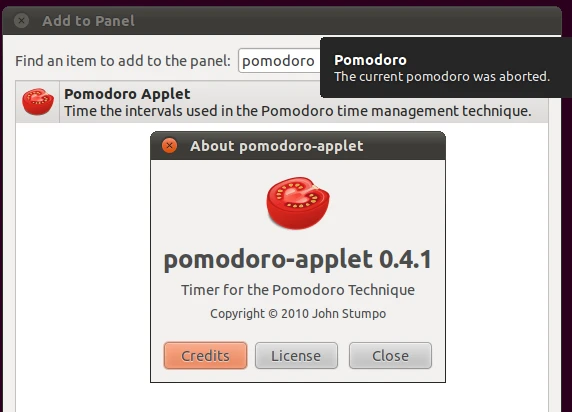 Add to Panel
Find an item to add to the panel: pomodoro
Pomodoro
The current pomodoro was aborted.
Pomodoro Applet
Time the intervals used in the Pomodoro time management technique.
About pomodoro-applet
pomodoro-applet 0.4.1
Timer for the Pomodoro Technique
Copyright © 2010 John Stumpo
Credits License Close